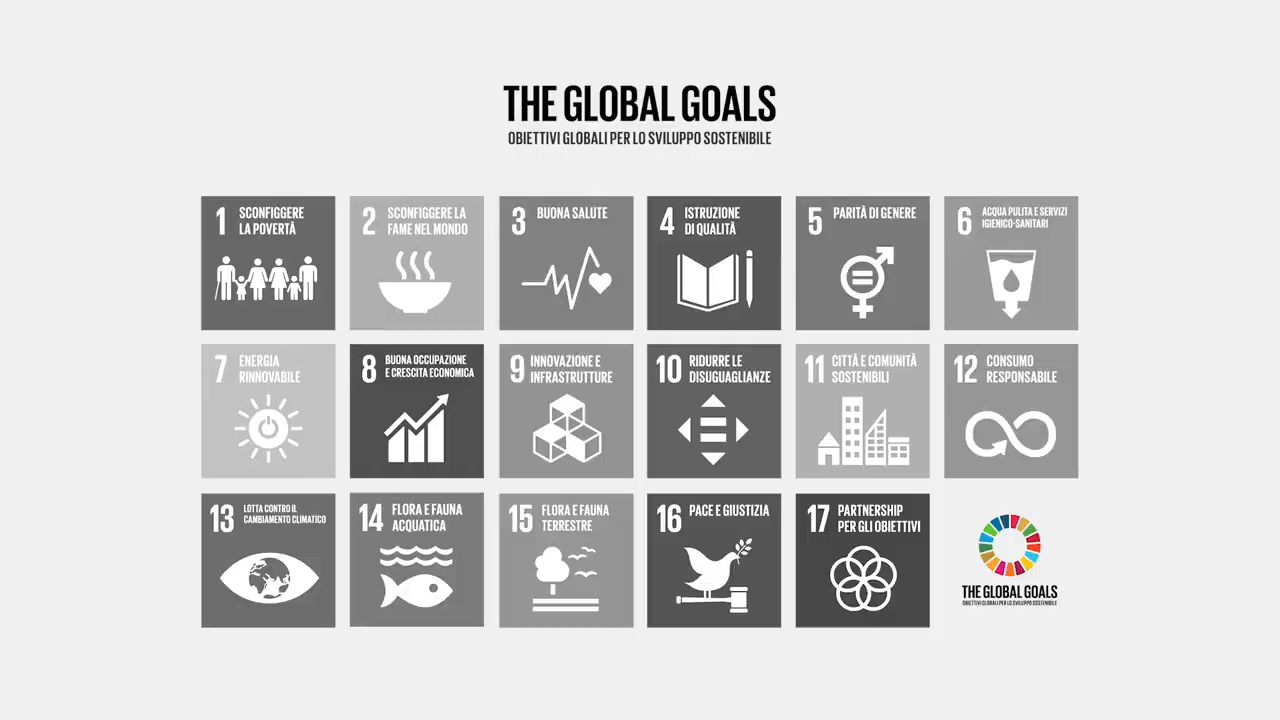 THE GLOBAL GOALS
OBIETTIVI GLOBALI PER LO SVILUPPO SOSTENIBILE
1 SCONFIGGERE
LA POVERTÀ
2 SCONFIGGERE LA
FAME NEL MONDO
3 BUONA SALUTE
4 ISTRUZIONE
DI QUALITÀ
5 PARITÀ DI GENERE
6 ACQUA PULITA E SERVIZI
IGIENICO-SANITARI
7 ENERGIA
RINNOVABILE
8 BUONA OCCUPAZIONE
E CRESCITA ECONOMICA
9 INNOVAZIONE E
INFRASTRUTTURE
10 RIDURRE LE
DISUGUAGLIANZE
11 CITTÀ E COMUNITÀ
SOSTENIBILI
12 CONSUMO
RESPONSABILE
13 LOTTA CONTRO IL
CAMBIAMENTO CLIMATICO
14 FLORA E FAUNA
ACQUATICA
15 FLORA E FAUNA
TERRESTRE
16 PACE E GIUSTIZIA
17 PARTNERSHIP
PER GLI OBIETTIVI
THE GLOBAL GOALS
OBIETTIVI GLOBALI PER LO SVILUPPO SOSTENIBILE